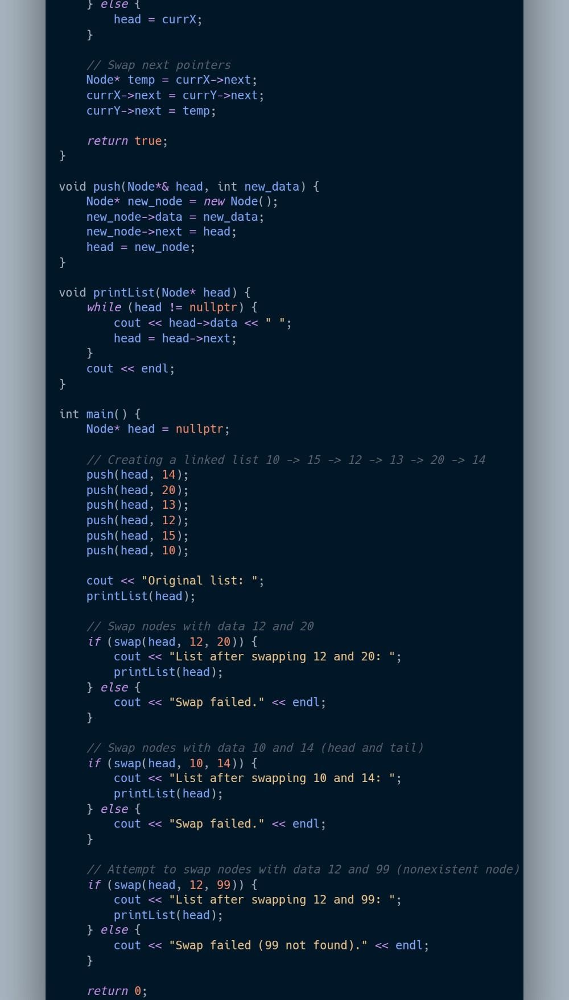 } else {
        head = currX;
    }

    // Swap next pointers
    Node* temp = currX->next;
    currX->next = currY->next;
    currY->next = temp;

    return true;
}

void push(Node*& head, int new_data) {
    Node* new_node = new Node();
    new_node->data = new_data;
    new_node->next = head;
    head = new_node;
}

void printList(Node* head) {
    while (head != nullptr) {
        cout << head->data << " ";
        head = head->next;
    }
    cout << endl;
}

int main() {
    Node* head = nullptr;

    // Creating a linked list 10 -> 15 -> 12 -> 13 -> 20 -> 14
    push(head, 14);
    push(head, 20);
    push(head, 13);
    push(head, 12);
    push(head, 15);
    push(head, 10);

    cout << "Original list: ";
    printList(head);

    // Swap nodes with data 12 and 20
    if (swap(head, 12, 20)) {
        cout << "List after swapping 12 and 20: ";
        printList(head);
    } else {
        cout << "Swap failed." << endl;
    }

    // Swap nodes with data 10 and 14 (head and tail)
    if (swap(head, 10, 14)) {
        cout << "List after swapping 10 and 14: ";
        printList(head);
    } else {
        cout << "Swap failed." << endl;
    }

    // Attempt to swap nodes with data 12 and 99 (nonexistent node)
    if (swap(head, 12, 99)) {
        cout << "List after swapping 12 and 99: ";
        printList(head);
    } else {
        cout << "Swap failed (99 not found)." << endl;
    }

    return 0;